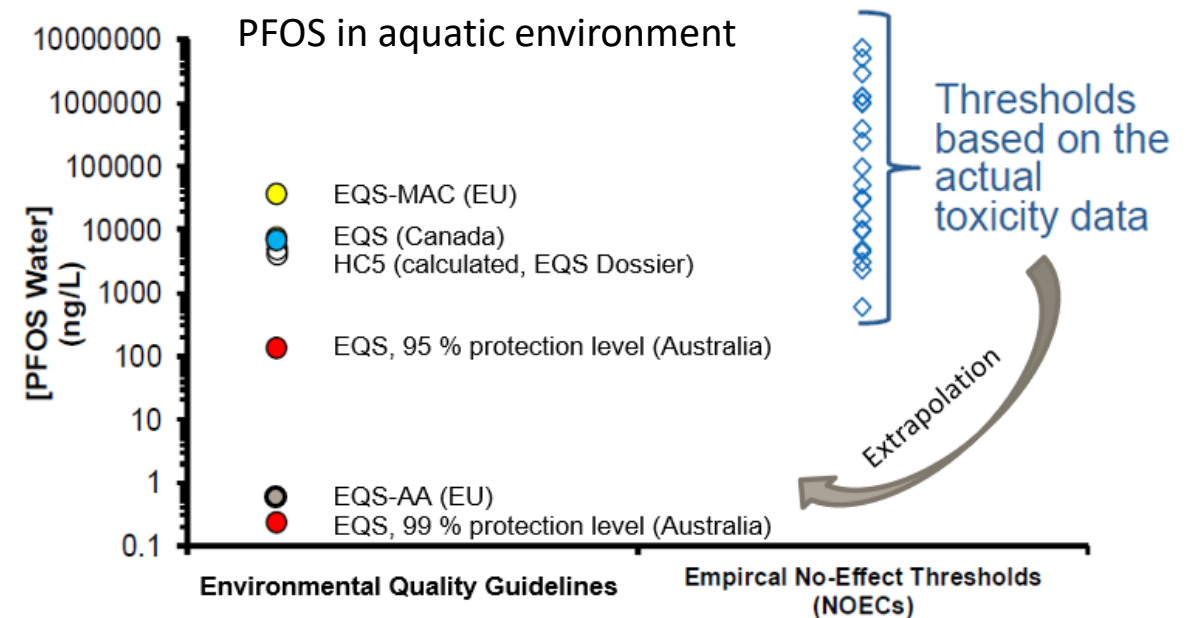 PFOS in aquatic environment
10000000
1000000
100000
10000
1000
100
10
1
0.1
[PFOS Water]
(ng/L)
EQS-MAC (EU)
EQS (Canada)
HC5 (calculated, EQS Dossier)
EQS, 95 % protection level (Australia)
EQS-AA (EU)
EQS, 99 % protection level (Australia)
Thresholds
based on the
actual
toxicity data
Extrapolation
Environmental Quality Guidelines
Empircal No-Effect Thresholds
(NOECs)